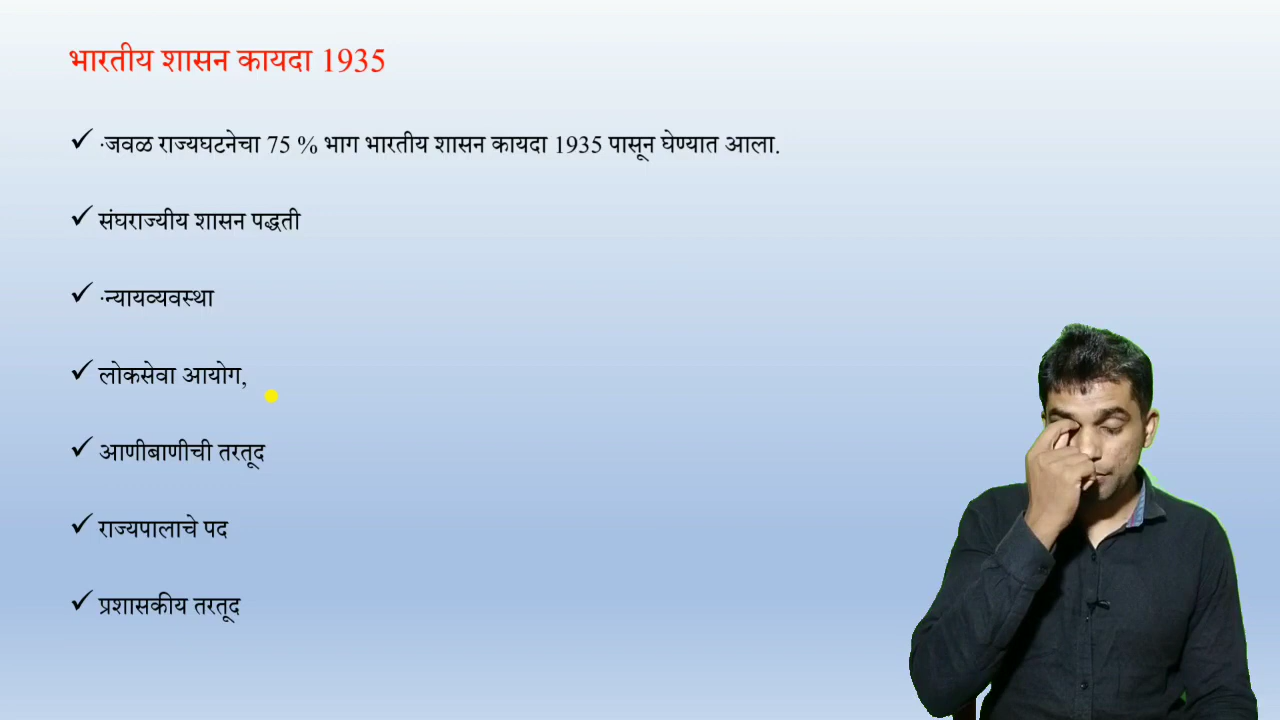 भारतीय शासन कायदा 1935
✓ ·जवळ राज्यघटनेचा 75 % भाग भारतीय शासन कायदा 1935 पासून घेण्यात आला.
✓ संघराज्यीय शासन पद्धती
✓ ·न्यायव्यवस्था
✓ लोकसेवा आयोग,
✓ आणीबाणीची तरतूद
✓ राज्यपालाचे पद
✓ प्रशासकीय तरतूद